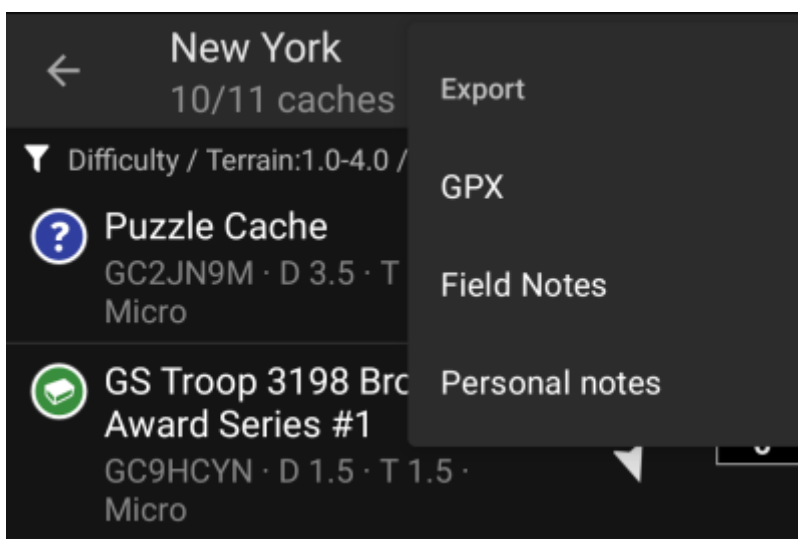 New York
10/11 caches
Difficulty / Terrain:1.0-4.0 /
?
Puzzle Cache
GC2JN9M · D 3.5 · T
Micro
GS Troop 3198 Bro
Award Series #1
GC9HCYN · D 1.5 · T 1.5 ·
Micro
Export
GPX
Field Notes
Personal notes